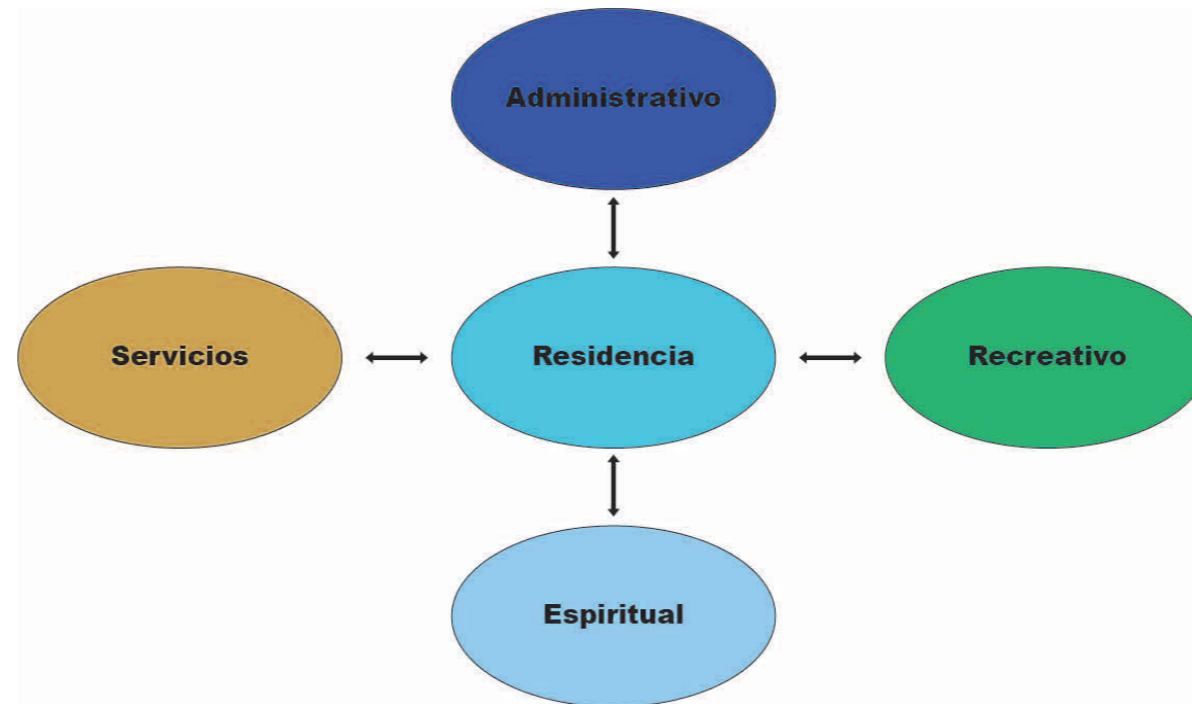 Administrativo
Servicios
Residencia
Recreativo
Espiritual